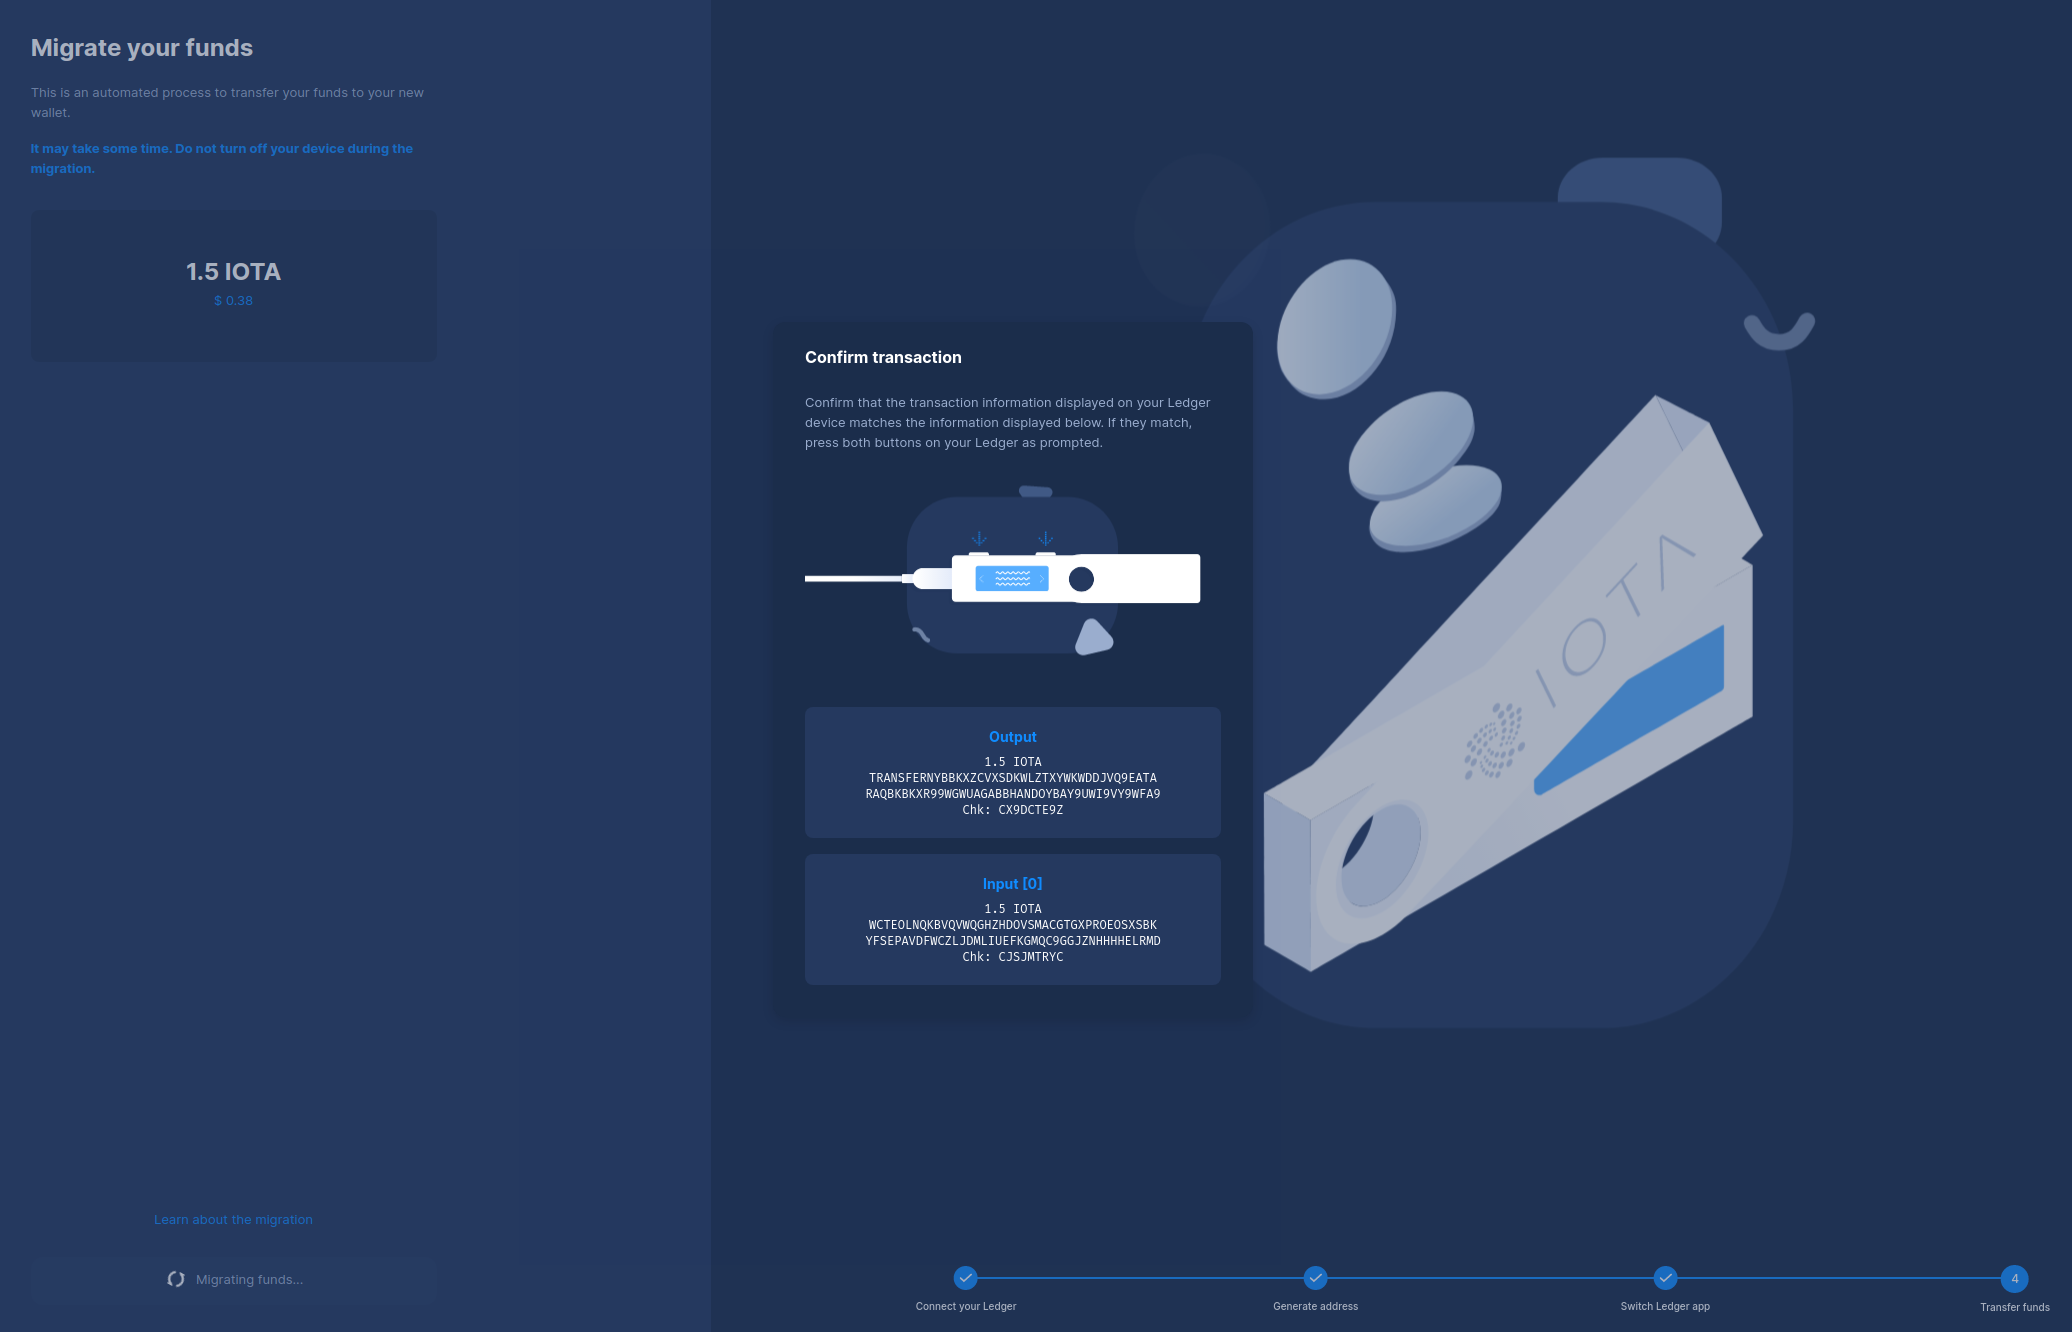 Migrate your funds
This is an automated process to transfer your funds to your new
wallet.
It may take some time. Do not turn off your device during the
migration.
1.5 IOTA
$ 0.38
Learn about the migration
Migrating funds...
Confirm transaction
Confirm that the transaction information displayed on your Ledger
device matches the information displayed below. If they match,
press both buttons on your Ledger as prompted.
Output
1.5 IOTA
TRANSFERNYBBKXZCVXSDKWLZTXYWKWDDJVQ9EATA
RAQBKBKXR99WGWUAGABBHANDOYBAY9UWI9VY9WFA9
Chk: CX9DCTE9Z
Input [0]
1.5 IOTA
WCTEOLNQKBVQVWQGHZHDOVSMACGTGXPROEOSXSBK
YFSEPAVDFWCZLJDMLIUEFKGMQC9GGJZNHHHHELRMD
Chk: CJSJMTRYC
IOTA
Connect your Ledger
Generate address
Switch Ledger app
4
Transfer funds